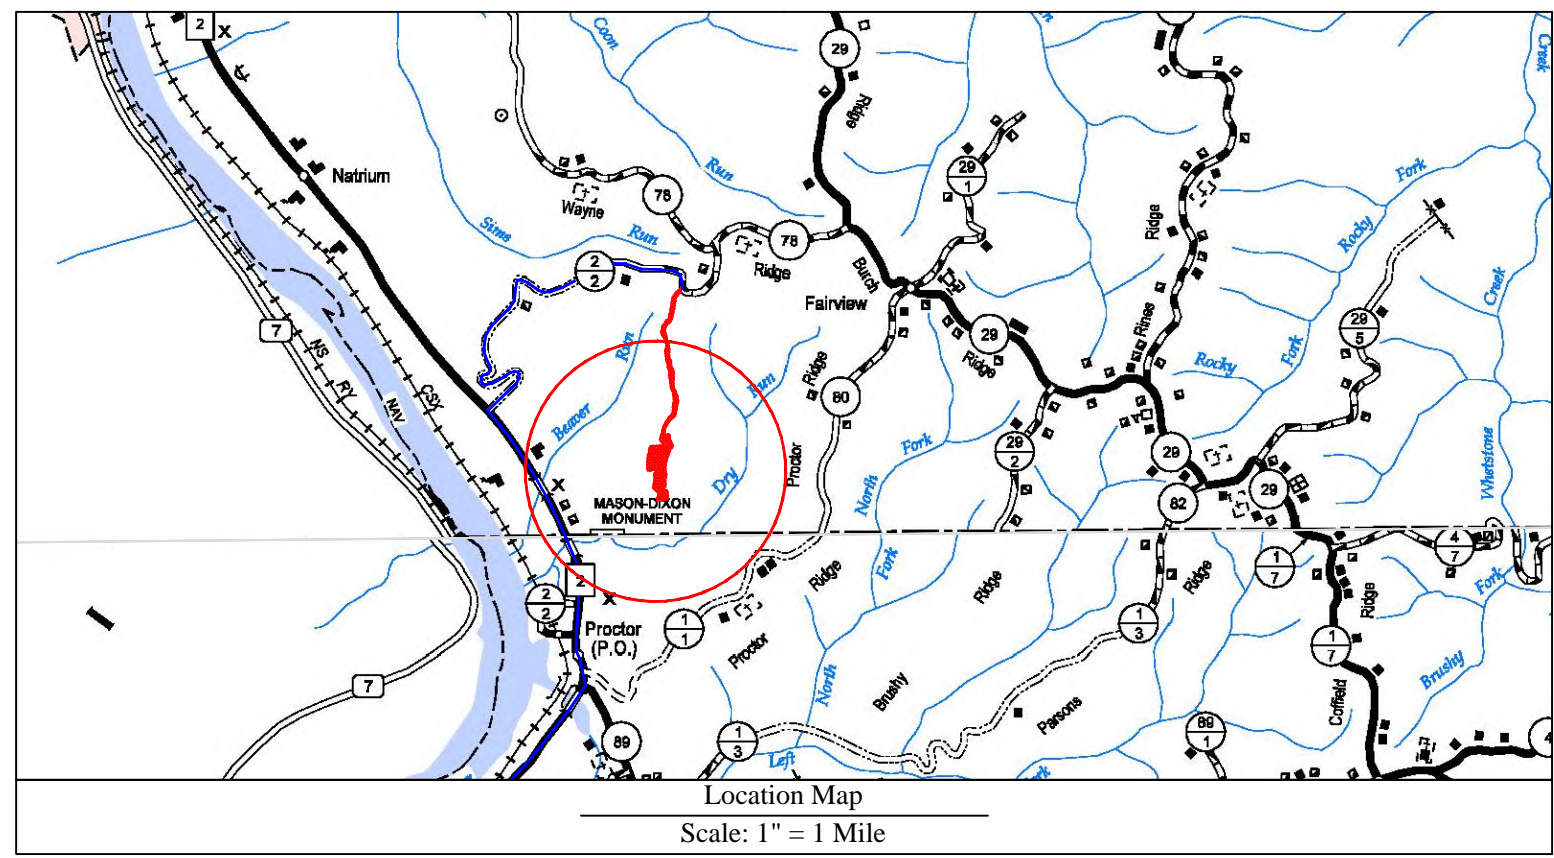 2
Coon
29
Ridge
Creek
Natrium
Wayne
78
Run
29
1
Ridge
Fork
Rocky
Sims
Run
2
2
Ridge
78
Burch
Fairview
Creek
7
NS
RY
NAV
CSX
Run
Beaver
Run
Dry
Ridge
80
Proctor
29
Ridge
Rines
Rocky
Fork
29
5
Fork
North
29
2
29
82
29
Whetstone
MASON-DIXON
MONUMENT
Fork
Ridge
Ridge
Ridge
1
7
4
7
Fork
Ridge
2
2
2
Proctor
(P.O.)
1
1
Proctor
North
Brushy
1
3
Parsons
1
7
Coffield
Brushy
7
89
1
3
Left
89
1
4
Location Map
Scale: 1" = 1 Mile